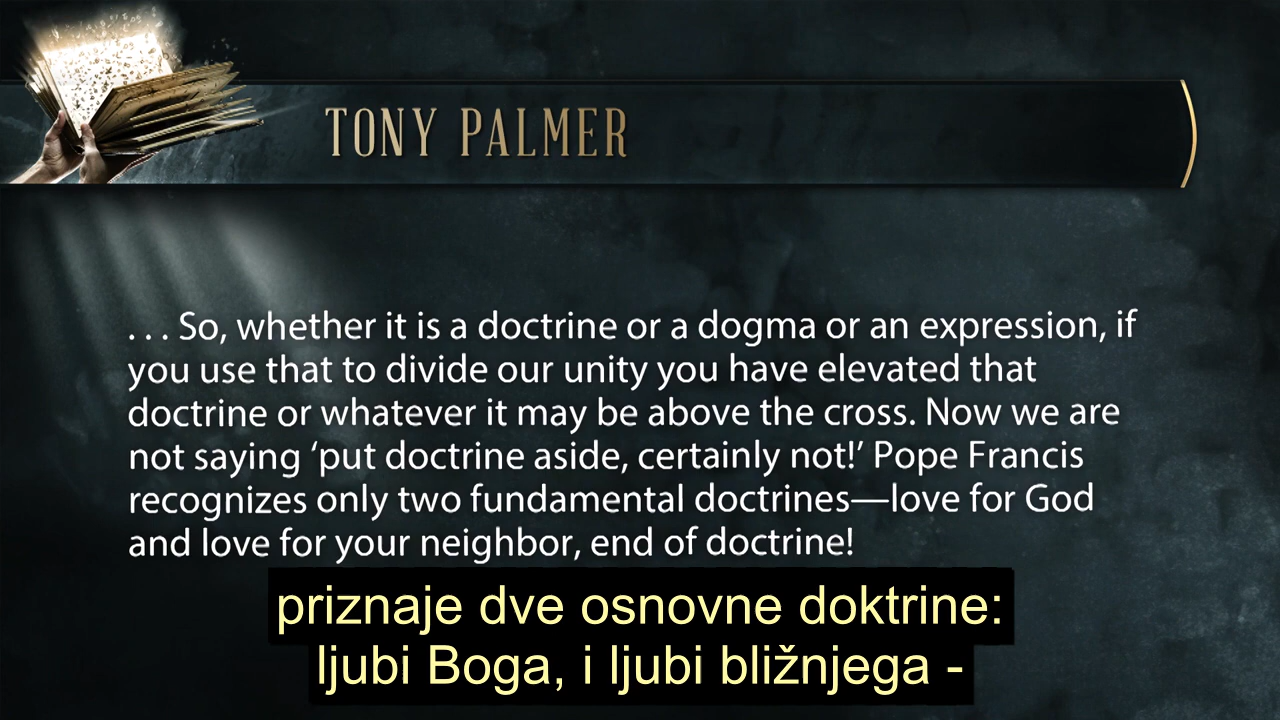 TONY PALMER
. . . So, whether it is a doctrine or a dogma or an expression, if
you use that to divide our unity you have elevated that
doctrine or whatever it may be above the cross. Now we are
not saying ‘put doctrine aside, certainly not!’ Pope Francis
recognizes only two fundamental doctrines—love for God
and love for your neighbor, end of doctrine!
priznaje dve osnovne doktrine:
ljubi Boga, i ljubi bližnjega -